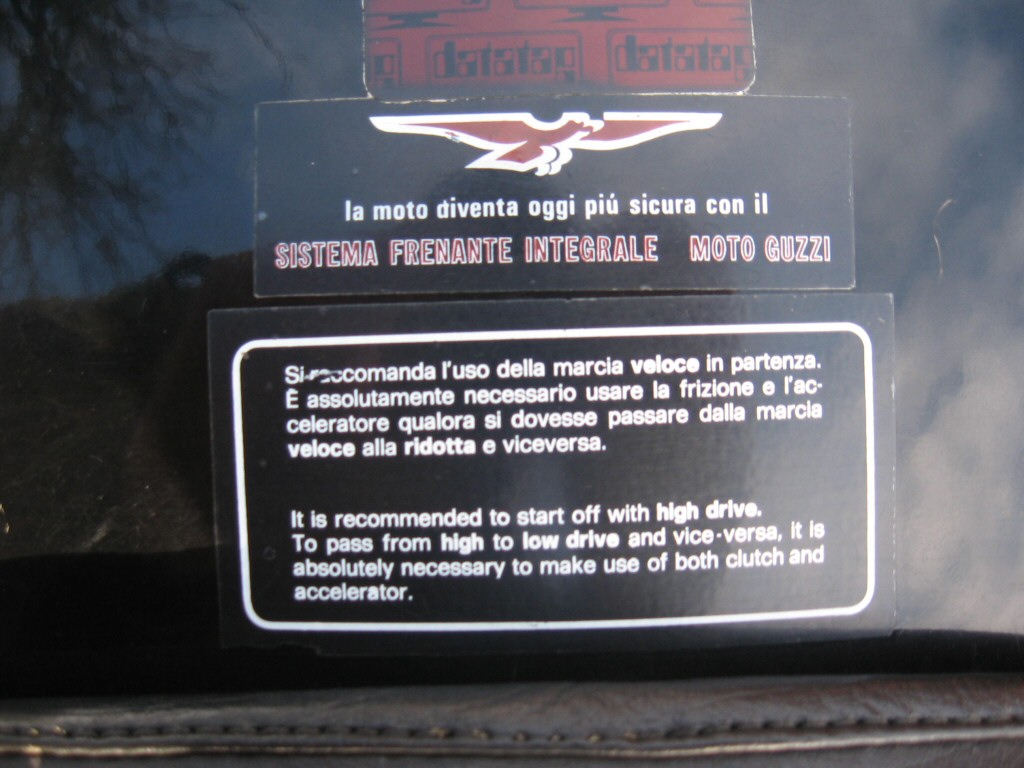 datatag datatag
la moto diventa oggi piú sicura con il
SISTEMA FRENANTE INTEGRALE MOTO GUZZI
Si raccomanda l'uso della marcia veloce in partenza.
È assolutamente necessario usare la frizione e l'ac-
celeratore qualora si dovesse passare dalla marcia
veloce alla ridotta e viceversa.
It is recommended to start off with high drive.
To pass from high to low drive and vice-versa, it is
absolutely necessary to make use of both clutch and
accelerator.